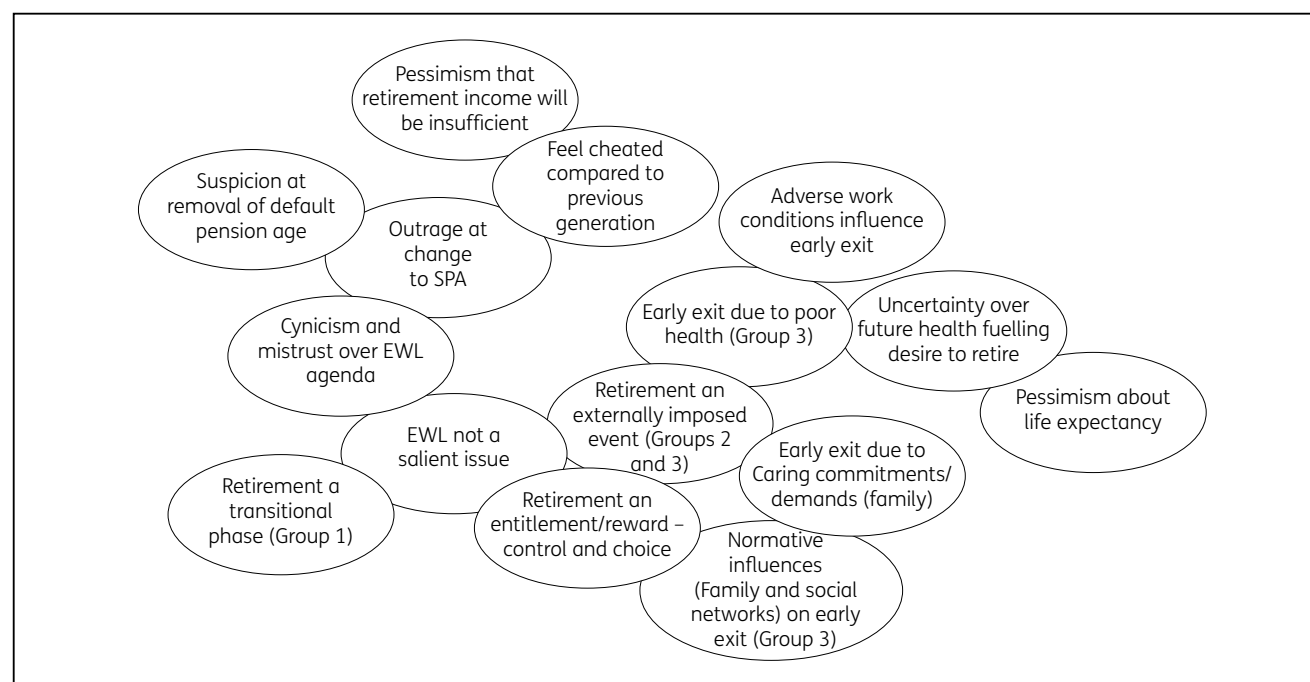 Pessimism that
retirement income will
be insufficient
Feel cheated
compared to
previous
generation
Suspicion at
removal of default
pension age
Outrage at
change
to SPA
Adverse work
conditions influence
early exit
Cynicism and
mistrust over EWL
agenda
Early exit due to poor
health (Group 3)
Uncertainty over
future health fuelling
desire to retire
Pessimism about
life expectancy
Retirement an
externally imposed
event (Groups 2
and 3)
EWL not a
salient issue
Early exit due to
Caring commitments/
demands (family)
Retirement a
transitional
phase (Group 1)
Retirement an
entitlement/reward –
control and choice
Normative
influences
(Family and social
networks) on early
exit (Group 3)